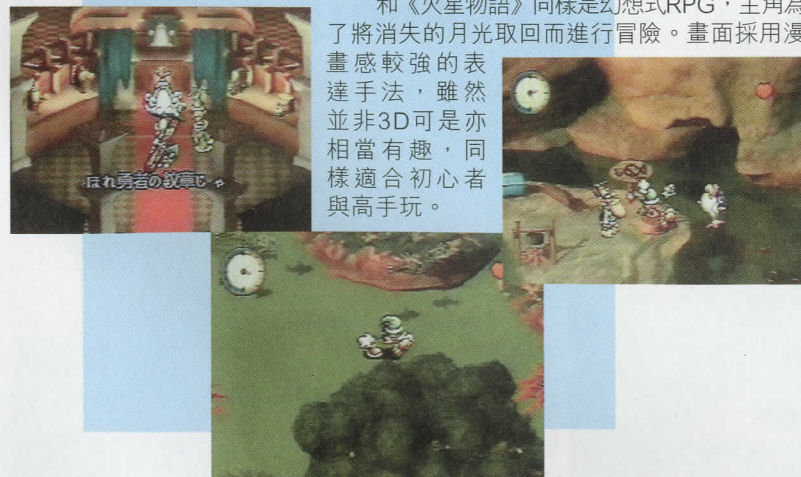 和《火星物語》同樣是幻想式RPG，主角為
了將消失的月光取回而進行冒險。畫面採用漫
畫感較強的表
達手法，雖然
並非3D可是亦
相當有趣，同
樣適合初心者
與高手玩。
ほれ勇者の紋章じゃ